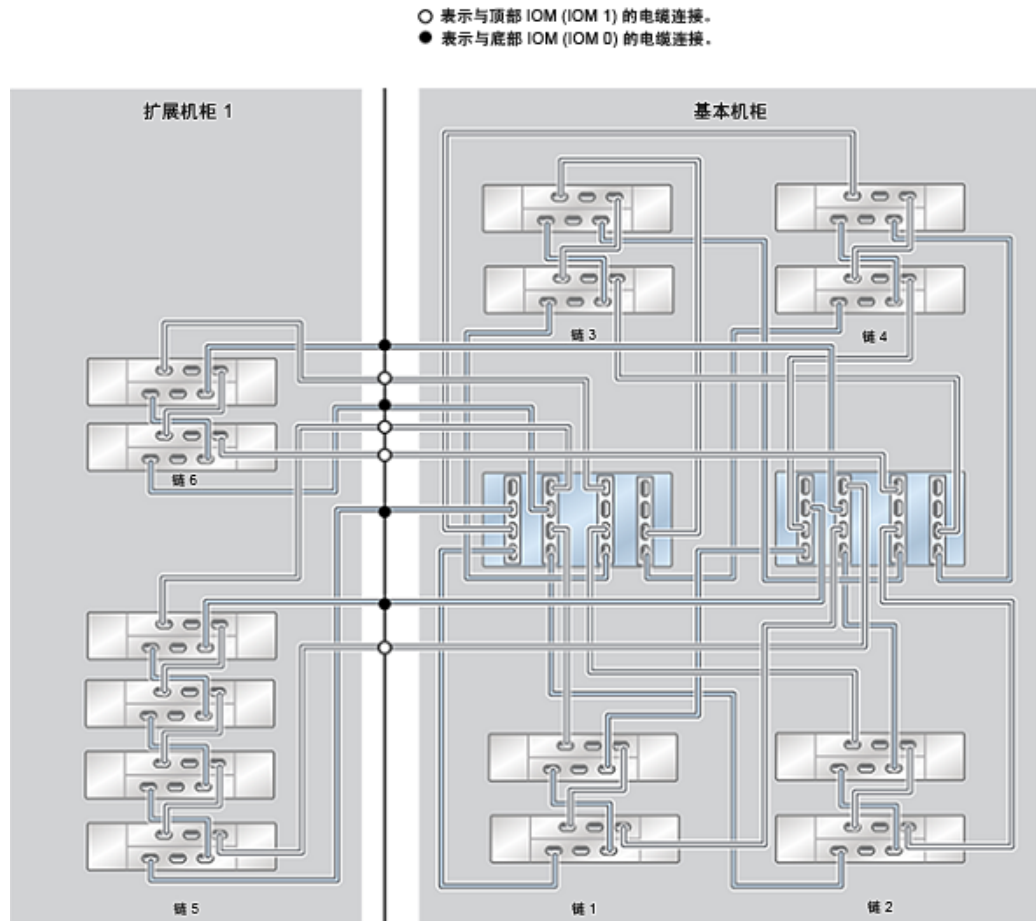 表示与顶部 IOM (IOM 1) 的电缆连接。
表示与底部 IOM (IOM 0) 的电缆连接。
扩展机柜 1
基本机柜
链 3
链 4
链 6
链 5
链 1
链 2